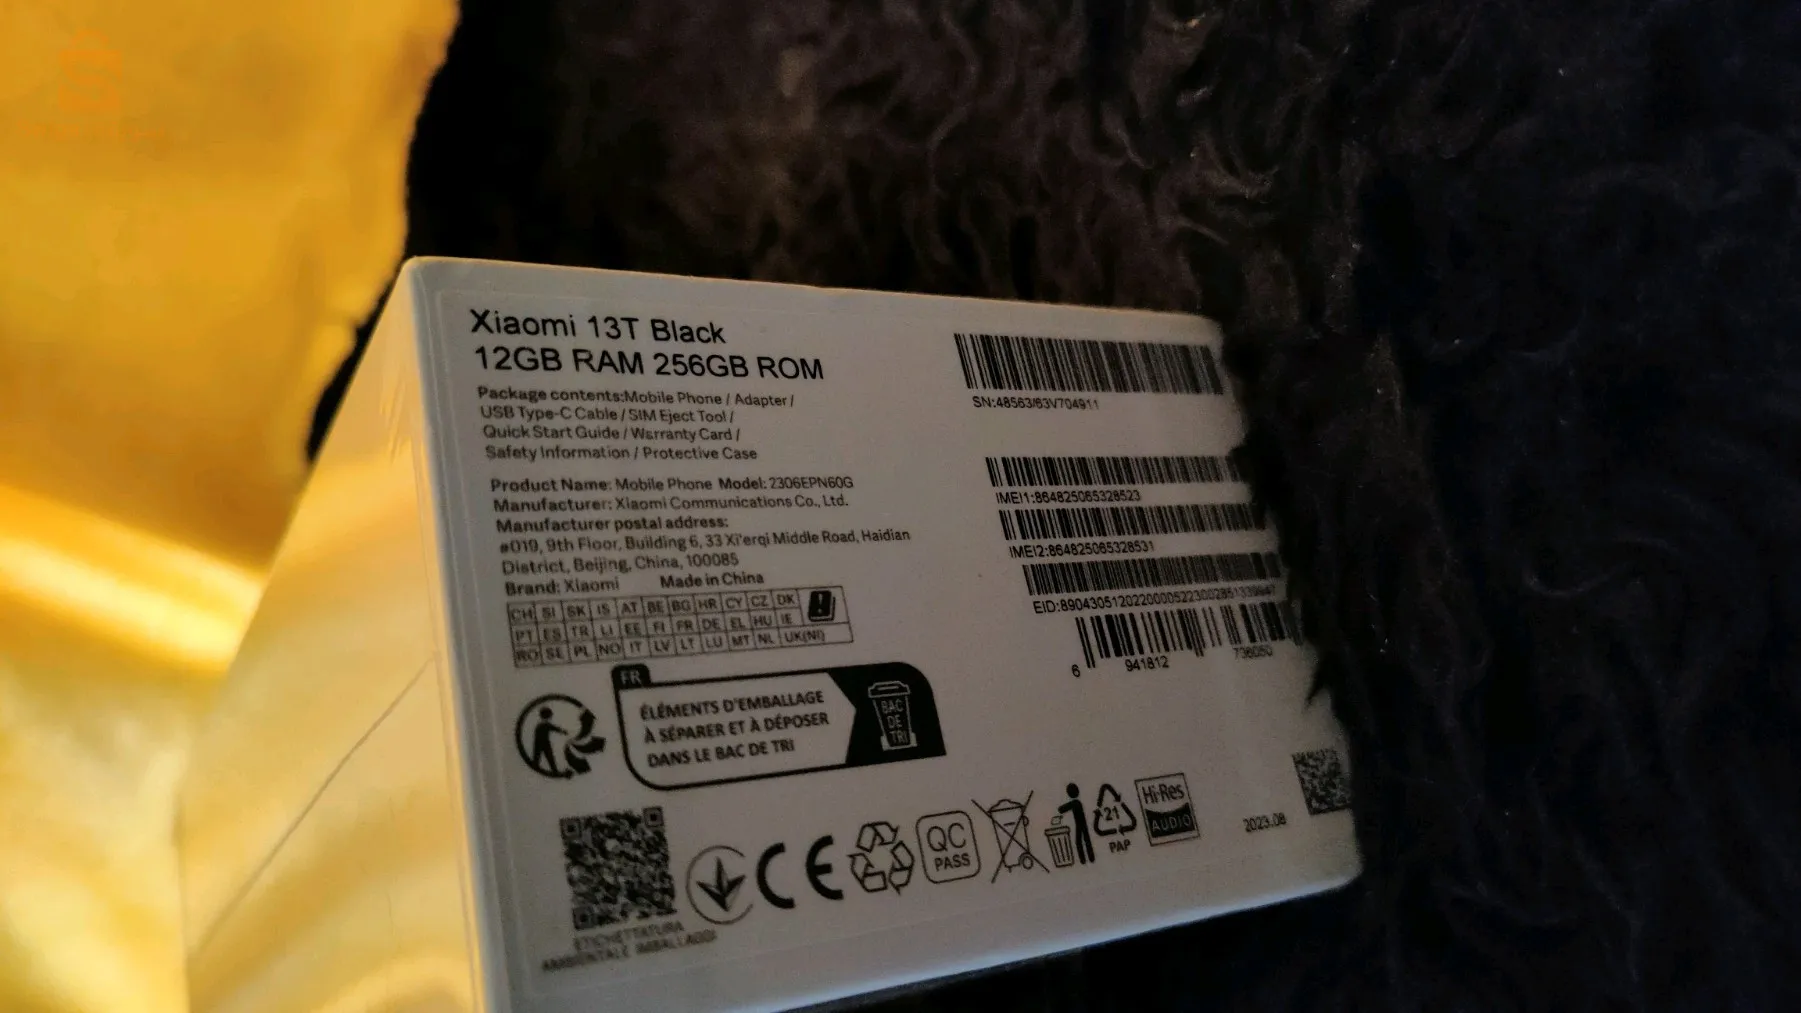 Xiaomi 13T Black
12GB RAM 256GB ROM
Package contents:Mobile Phone / Adapter /
USB Type-C Cable / SIM Eject Tool /
Quick Start Guide / Warranty Card /
Safety Information / Protective Case
Product Name: Mobile Phone Model: 2306EPN60G
Manufacturer: Xiaomi Communications Co., Ltd.
Manufacturer postal address:
#019, 9th Floor, Building 6, 33 Xi'erqi Middle Road, Haidian
District, Beijing, China, 100085
Brand: Xiaomi Made in China
CH SI SK IS AT BE BG HR CY CZ DK
PT ES TR LI EE FI FR DE EL HU IE
RO SE PL NO IT LV LT LU MT NL UK(NI)
FR
ÉLÉMENTS D'EMBALLAGE
À SÉPARER ET À DÉPOSER
DANS LE BAC DE TRI
BAC
DE
TRI
ETICHETTATURA
AMBIENTALE IMBALLAGGI
CE
QC
PASS
21
PAP
Hi-Res
AUDIO
2023.08
SN:48563/63V704911
IMEI1:864825065328523
IMEI2:864825065328531
6 941812 736050